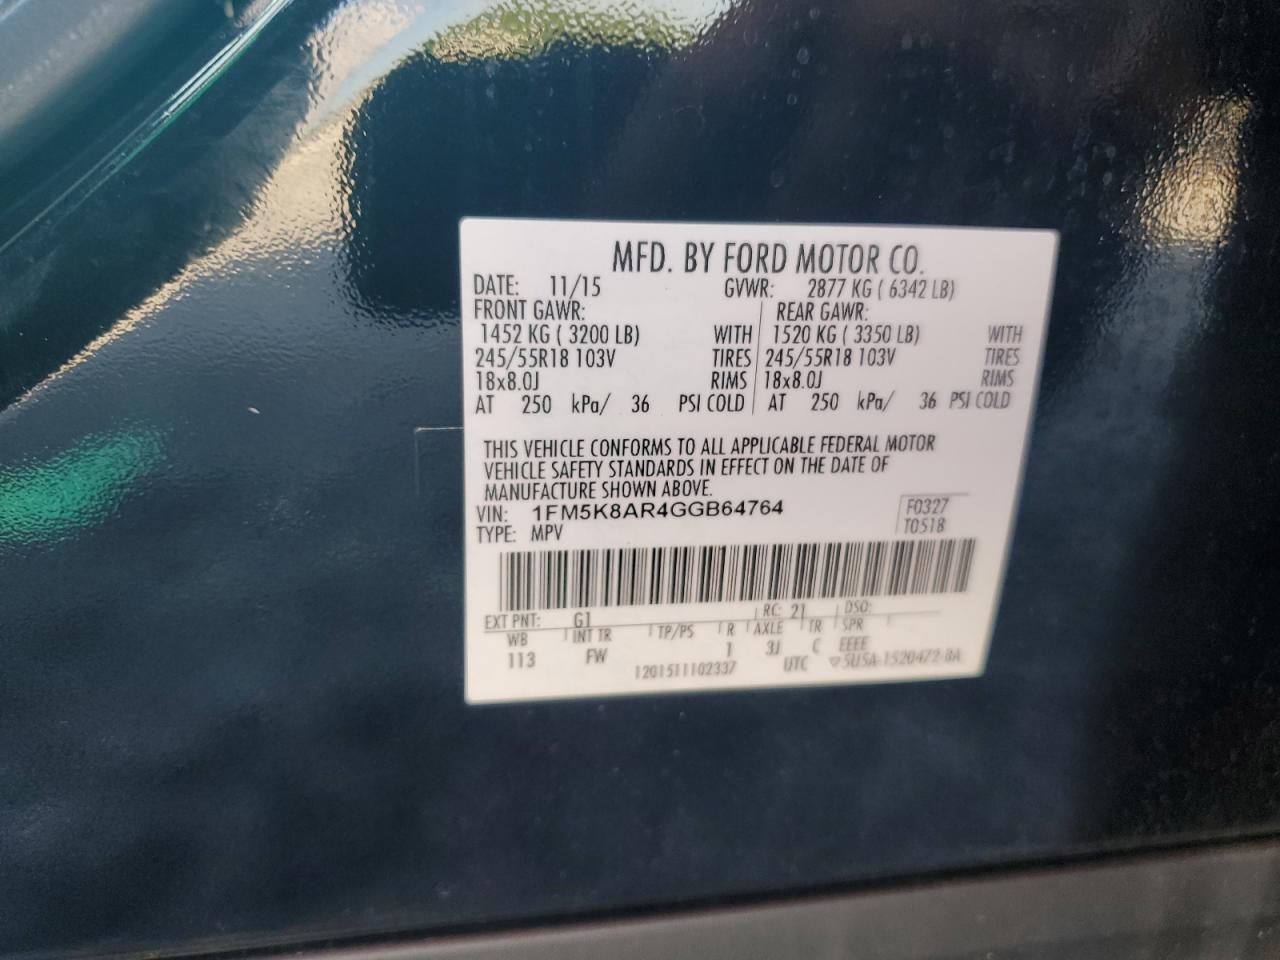 MFD. BY FORD MOTOR CO.
DATE: 11/15 GVWR: 2877 KG ( 6342 LB)
FRONT GAWR: REAR GAWR:
1452 KG ( 3200 LB) WITH 1520 KG ( 3350 LB) WITH
245/55R18 103V TIRES 245/55R18 103V TIRES
18x8.0J RIMS 18x8.0J RIMS
AT 250 kPa/ 36 PSI COLD AT 250 kPa/ 36 PSI COLD
THIS VEHICLE CONFORMS TO ALL APPLICABLE FEDERAL MOTOR
VEHICLE SAFETY STANDARDS IN EFFECT ON THE DATE OF
MANUFACTURE SHOWN ABOVE.
VIN: 1FM5K8AR4GGB64764 F0327
TYPE: MPV T0518
EXT PNT: G1 RC: 21 DSO:
WB INT TR TP/PS R AXLE TR SPR
113 FW 1 3J C EEEE
1201511102337 UTC ▽5U5A-1520472-BA